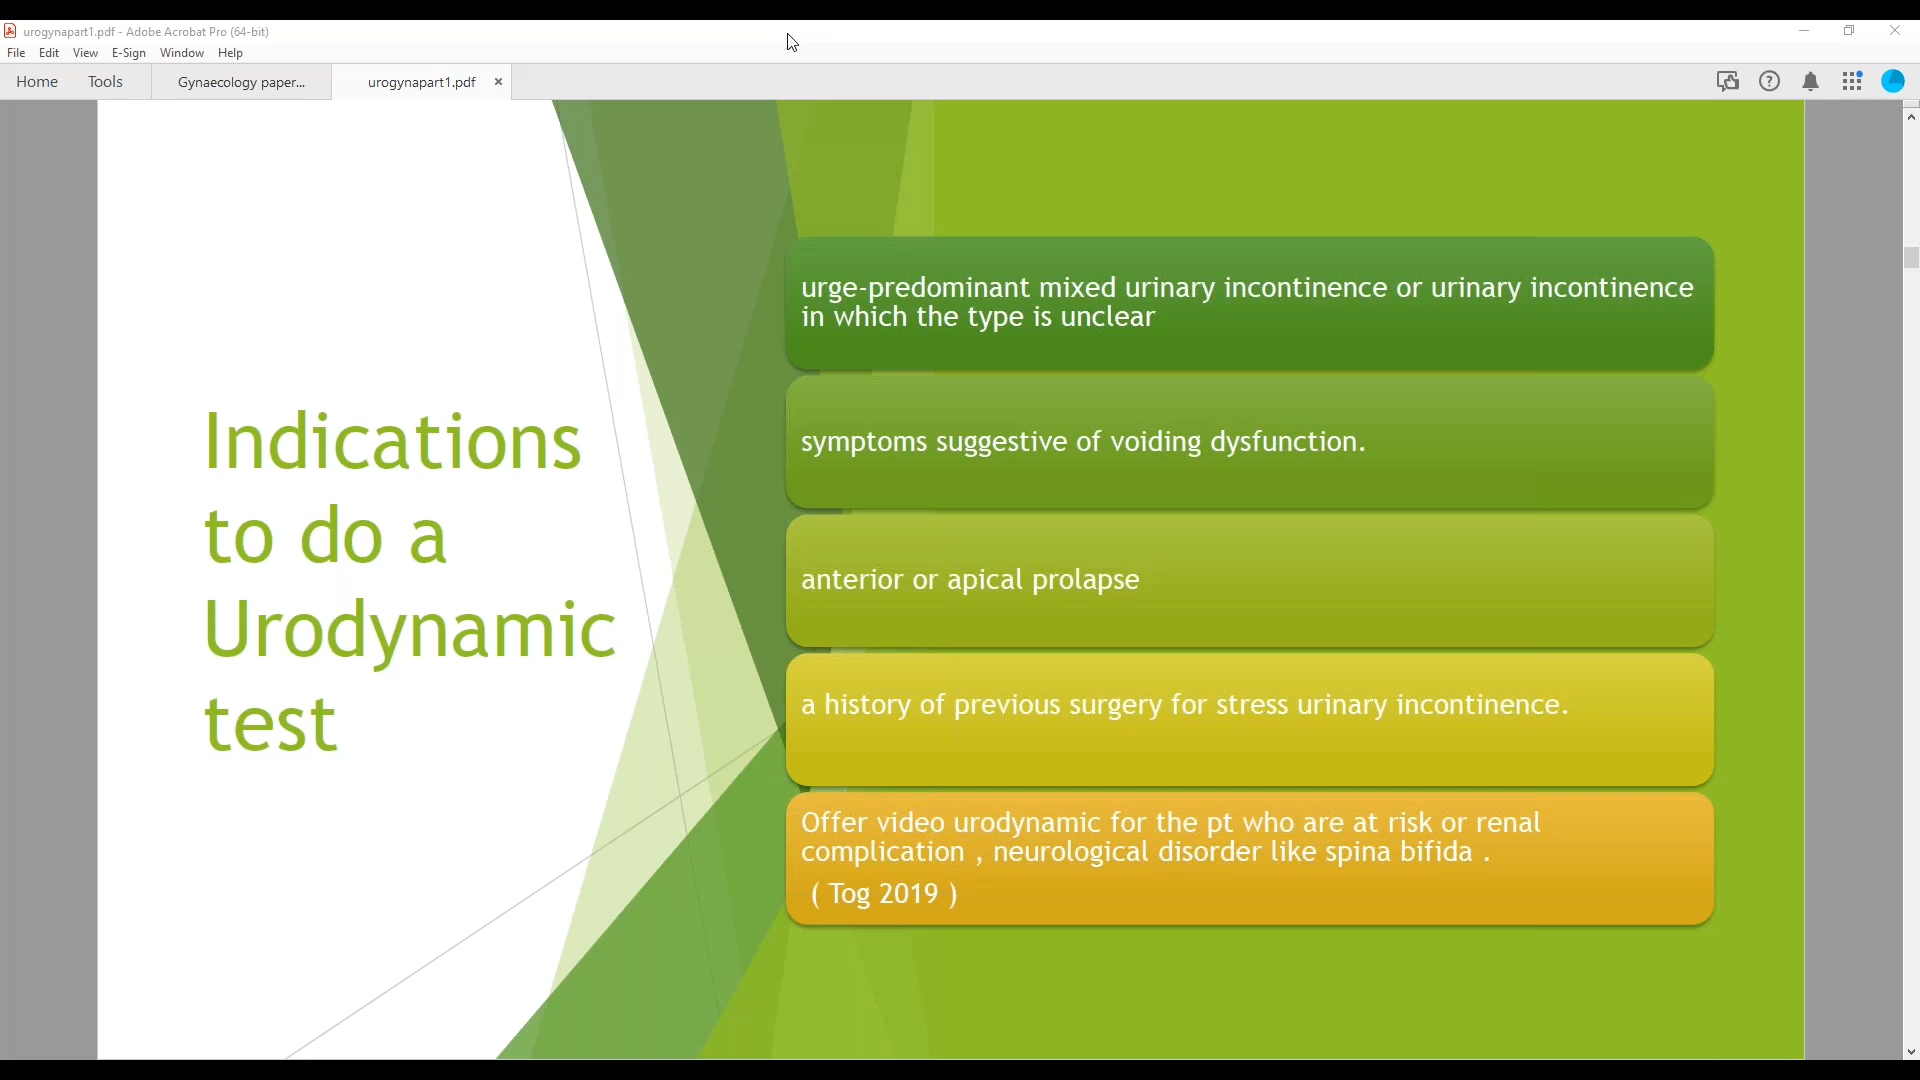 urogynapart1.pdf - Adobe Acrobat Pro (64-bit)
File Edit View E-Sign Window Help
Home Tools Gynaecology paper... urogynapart1.pdf
Indications
to do a
Urodynamic
test
urge-predominant mixed urinary incontinence or urinary incontinence
in which the type is unclear
symptoms suggestive of voiding dysfunction.
anterior or apical prolapse
a history of previous surgery for stress urinary incontinence.
Offer video urodynamic for the pt who are at risk or renal
complication , neurological disorder like spina bifida .
( Tog 2019 )